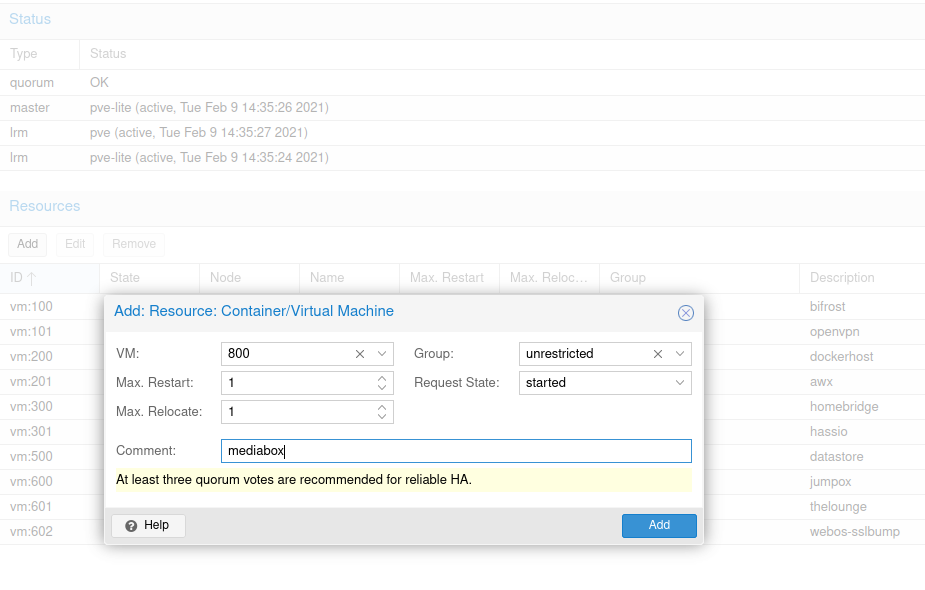 Status
Type Status
quorum OK
master pve-lite (active, Tue Feb 9 14:35:26 2021)
lrm pve (active, Tue Feb 9 14:35:27 2021)
lrm pve-lite (active, Tue Feb 9 14:35:24 2021)
Resources
Add Edit Remove
ID ↑ State Node Name Max. Restart Max. Reloc... Group Description
vm:100 bifrost
Add: Resource: Container/Virtual Machine
vm:101 openvpn
VM: 800 Group: unrestricted
vm:200 dockerhost
Max. Restart: 1 Request State: started
vm:201 awx
Max. Relocate: 1
vm:300 homebridge
vm:301 hassio
Comment: mediabox
vm:500 datastore
At least three quorum votes are recommended for reliable HA.
vm:600 jumpox
vm:601 thelounge
Help Add
vm:602 webos-sslbump